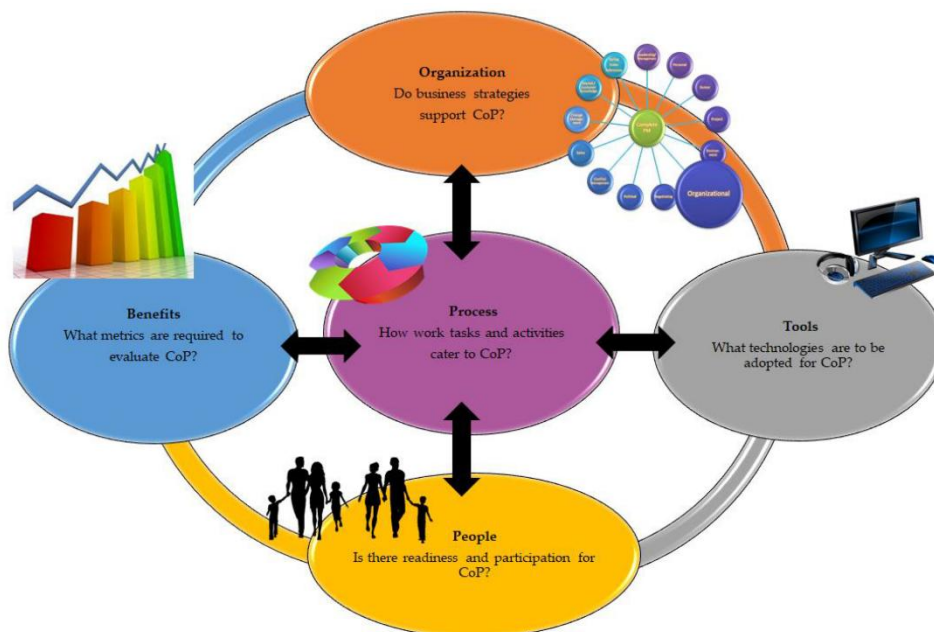 Organization
Do business strategies
support CoP?
Organizational
Benefits
What metrics are required to
evaluate CoP?
Process
How work tasks and activities
cater to CoP?
Tools
What technologies are to be
adopted for CoP?
People
Is there readiness and participation for
CoP?